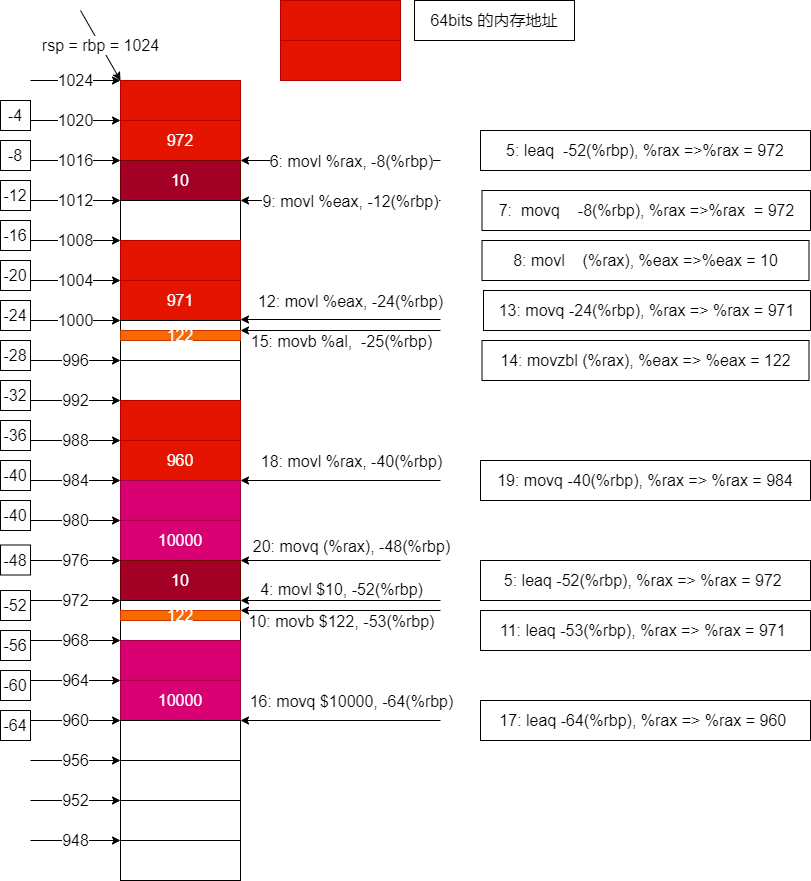 64bits 的内存地址
rsp = rbp = 1024
1024
-4
1020
972
5: leaq  -52(%rbp), %rax =>%rax = 972
-8
1016
6: movl %rax, -8(%rbp)
10
-12
1012
9: movl %eax, -12(%rbp)
7:  movq    -8(%rbp), %rax =>%rax  = 972
-16
1008
8: movl    (%rax), %eax =>%eax = 10
-20
1004
971
12: movl %eax, -24(%rbp)
13: movq -24(%rbp), %rax => %rax = 971
-24
1000
122
15: movb %al,  -25(%rbp)
-28
996
14: movzbl (%rax), %eax => %eax = 122
-32
992
-36
988
960
18: movl %rax, -40(%rbp)
-40
984
19: movq -40(%rbp), %rax => %rax = 984
-40
980
10000
20: movq (%rax), -48(%rbp)
-48
976
10
4: movl $10, -52(%rbp)
5: leaq -52(%rbp), %rax => %rax = 972
-52
972
122
10: movb $122, -53(%rbp)
11: leaq -53(%rbp), %rax => %rax = 971
-56
968
-60
964
10000
16: movq $10000, -64(%rbp)
-64
960
17: leaq -64(%rbp), %rax => %rax = 960
956
952
948